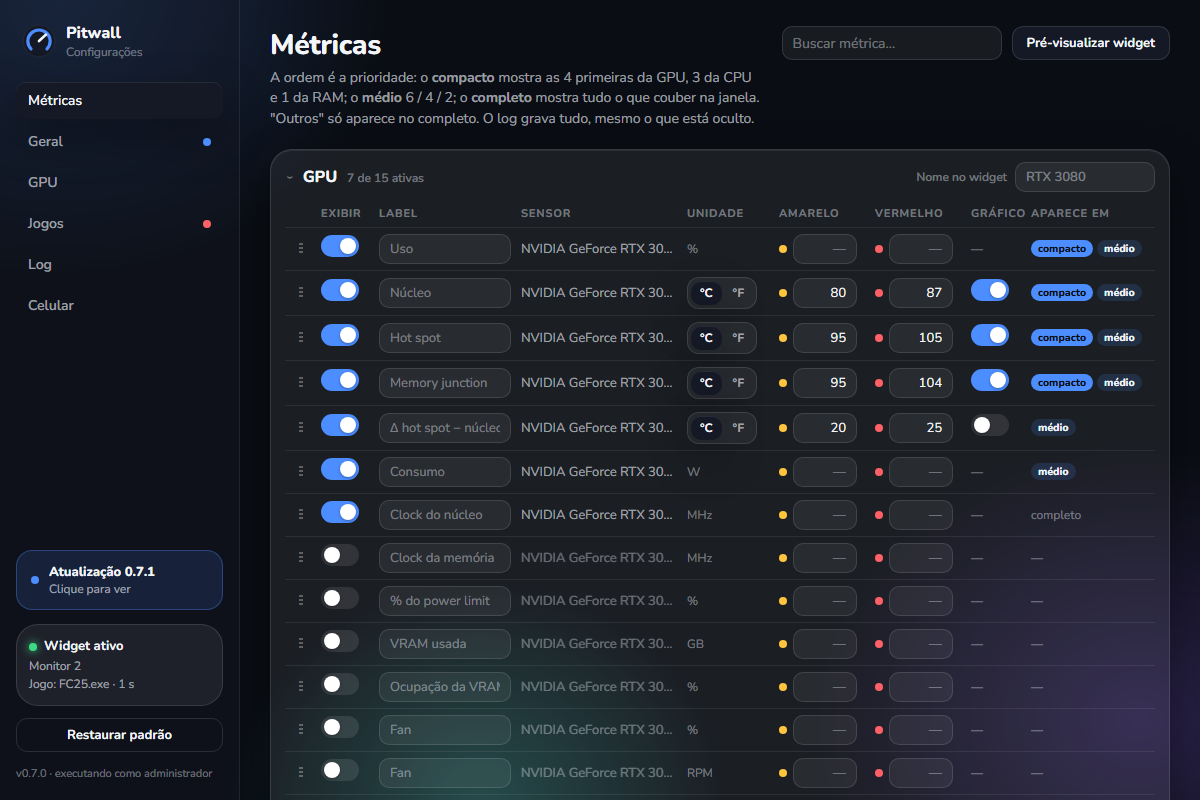 Pitwall
Configurações
Métricas
Geral
GPU
Jogos
Log
Celular
Atualização 0.7.1
Clique para ver
Widget ativo
Monitor 2
Jogo: FC25.exe · 1 s
Restaurar padrão
v0.7.0 · executando como administrador
Métricas
Buscar métrica...
Pré-visualizar widget
A ordem é a prioridade: o compacto mostra as 4 primeiras da GPU, 3 da CPU
e 1 da RAM; o médio 6 / 4 / 2; o completo mostra tudo o que couber na janela.
"Outros" só aparece no completo. O log grava tudo, mesmo o que está oculto.
GPU 7 de 15 ativas Nome no widget RTX 3080
EXIBIR LABEL SENSOR UNIDADE AMARELO VERMELHO GRÁFICO APARECE EM
Uso NVIDIA GeForce RTX 30... % — — — compacto médio
Núcleo NVIDIA GeForce RTX 30... °C °F 80 87 compacto médio
Hot spot NVIDIA GeForce RTX 30... °C °F 95 105 compacto médio
Memory junction NVIDIA GeForce RTX 30... °C °F 95 104 compacto médio
Δ hot spot – núcleo NVIDIA GeForce RTX 30... °C °F 20 25 médio
Consumo NVIDIA GeForce RTX 30... W — — — médio
Clock do núcleo NVIDIA GeForce RTX 30... MHz — — — completo
Clock da memória NVIDIA GeForce RTX 30... MHz — — — —
% do power limit NVIDIA GeForce RTX 30... % — — — —
VRAM usada NVIDIA GeForce RTX 30... GB — — — —
Ocupação da VRAM NVIDIA GeForce RTX 30... % — — — —
Fan NVIDIA GeForce RTX 30... % — — — —
Fan NVIDIA GeForce RTX 30... RPM — — — —